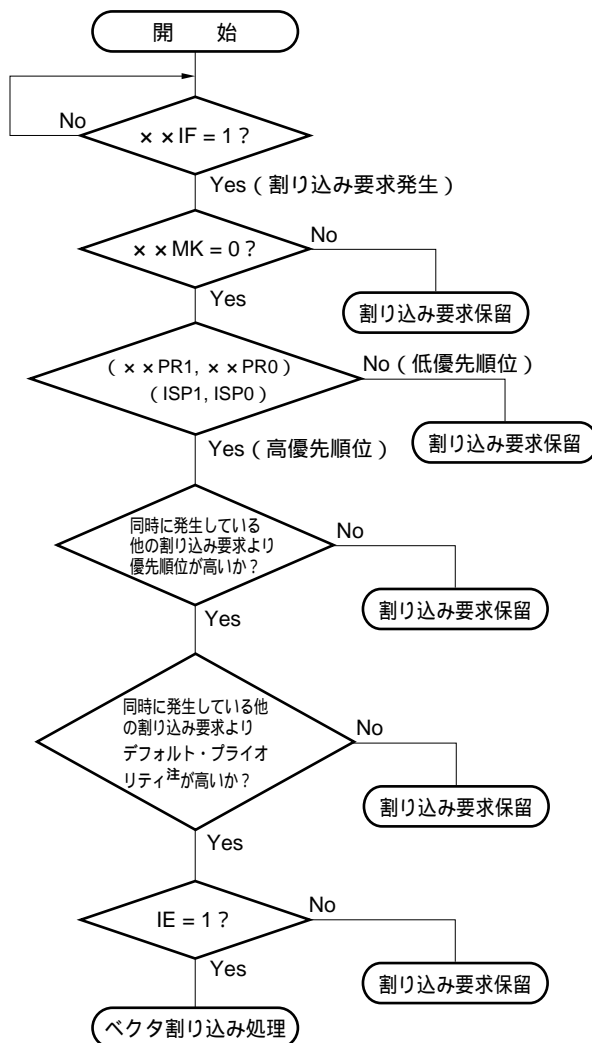 開　始
No
××IF = 1？
Yes（割り込み要求発生）
××MK = 0？
No
Yes
割り込み要求保留
（××PR1, ××PR0）
（ISP1, ISP0）
No（低優先順位）
Yes（高優先順位）
割り込み要求保留
同時に発生している
他の割り込み要求より
優先順位が高いか？
No
Yes
割り込み要求保留
同時に発生している他
の割り込み要求より
デフォルト・プライオ
リティ注が高いか？
No
Yes
割り込み要求保留
IE = 1？
No
Yes
割り込み要求保留
ベクタ割り込み処理